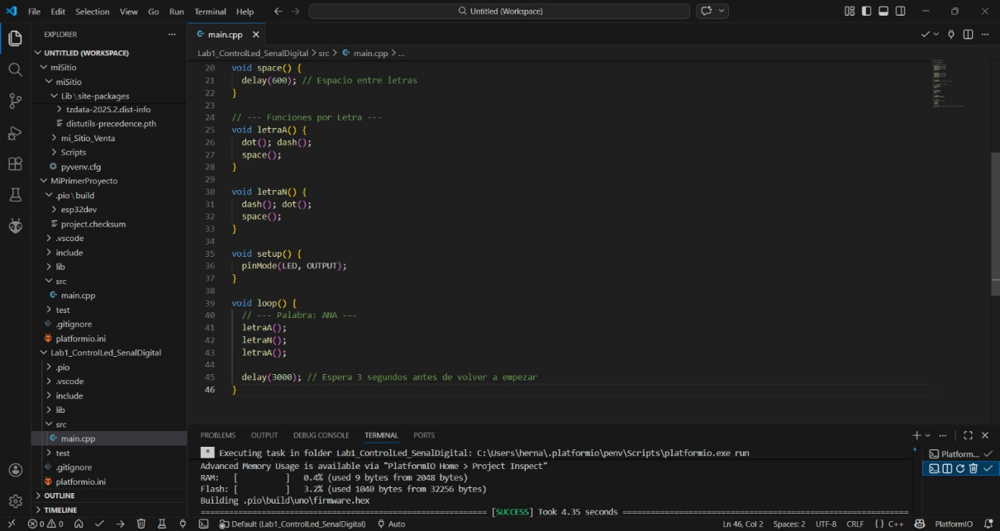 File Edit Selection View Go Run Terminal Help
Untitled (Workspace)
EXPLORER
UNTITLED (WORKSPACE)
miSitio
miSitio
Lib \ site-packages
tzdata-2025.2.dist-info
distutils-precedence.pth
mi_Sitio_Venta
Scripts
pyvenv.cfg
MiPrimerProyecto
.pio \ build
esp32dev
project.checksum
.vscode
include
lib
src
main.cpp
test
.gitignore
platformio.ini
Lab1_ControlLed_SenalDigital
.pio
.vscode
include
lib
src
main.cpp
test
.gitignore
platformio.ini
OUTLINE
TIMELINE
main.cpp
Lab1_ControlLed_SenalDigital > src > main.cpp > ...
20 void space() {
21 delay(600); // Espacio entre letras
22 }
23
24 // --- Funciones por Letra ---
25 void letraA() {
26 dot(); dash();
27 space();
28 }
29
30 void letraN() {
31 dash(); dot();
32 space();
33 }
34
35 void setup() {
36 pinMode(LED, OUTPUT);
37 }
38
39 void loop() {
40 // --- Palabra: ANA ---
41 letraA();
42 letraN();
43 letraA();
44
45 delay(3000); // Espera 3 segundos antes de volver a empezar
46 }
PROBLEMS OUTPUT DEBUG CONSOLE TERMINAL PORTS
* Executing task in folder Lab1_ControlLed_SenalDigital: C:\Users\herna\.platformio\penv\Scripts\platformio.exe run
Advanced Memory Usage is available via "PlatformIO Home > Project Inspect"
RAM: [ ] 0.4% (used 9 bytes from 2048 bytes)
Flash: [ ] 3.2% (used 1040 bytes from 32256 bytes)
Building .pio\build\uno\firmware.hex
[SUCCESS] Took 4.35 seconds
Platform...
0 0 Default (Lab1_ControlLed_SenalDigital) Auto Ln 46, Col 2 Spaces: 2 UTF-8 CRLF {} C++ PlatformIO